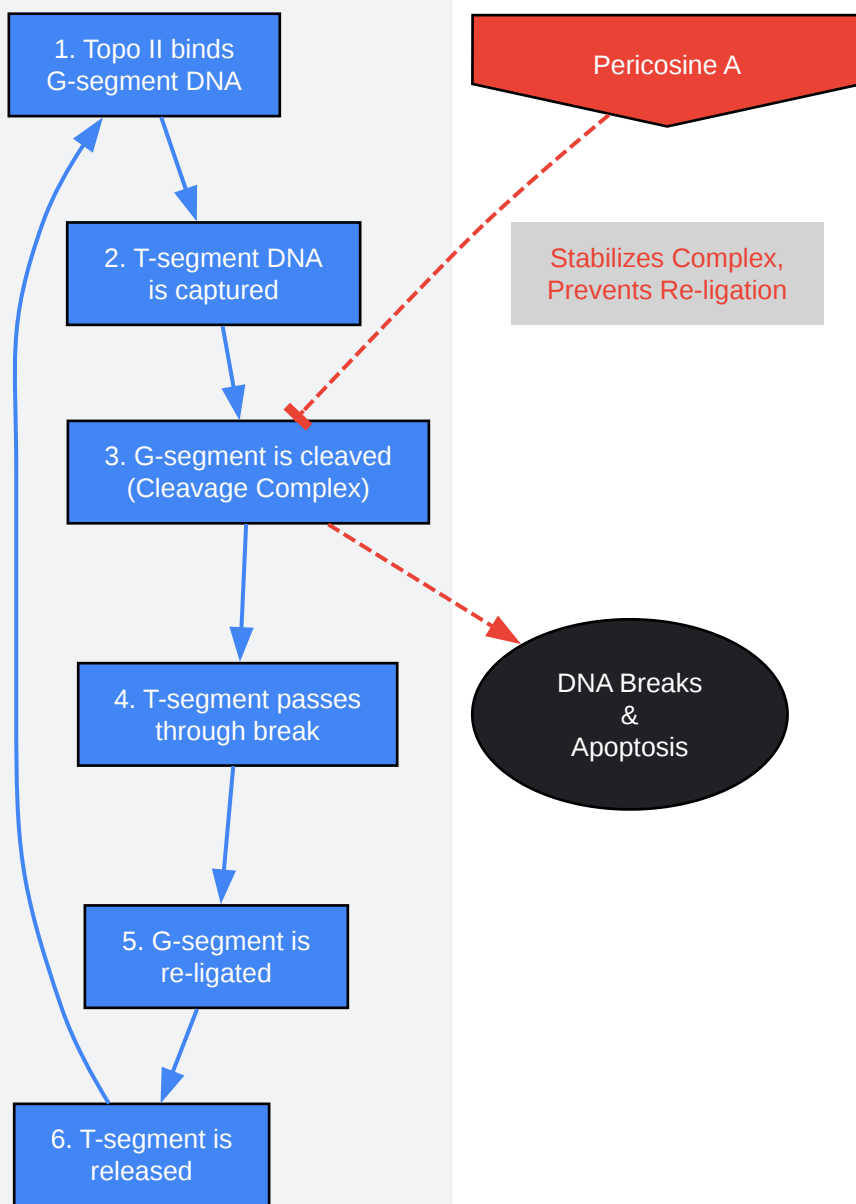 1. Topo II binds
G-segment DNA
Pericosine A
2. T-segment DNA
is captured
Stabilizes Complex,
Prevents Re-ligation
3. G-segment is cleaved
(Cleavage Complex)
4. T-segment passes
through break
DNA Breaks
&
Apoptosis
5. G-segment is
re-ligated
6. T-segment is
released